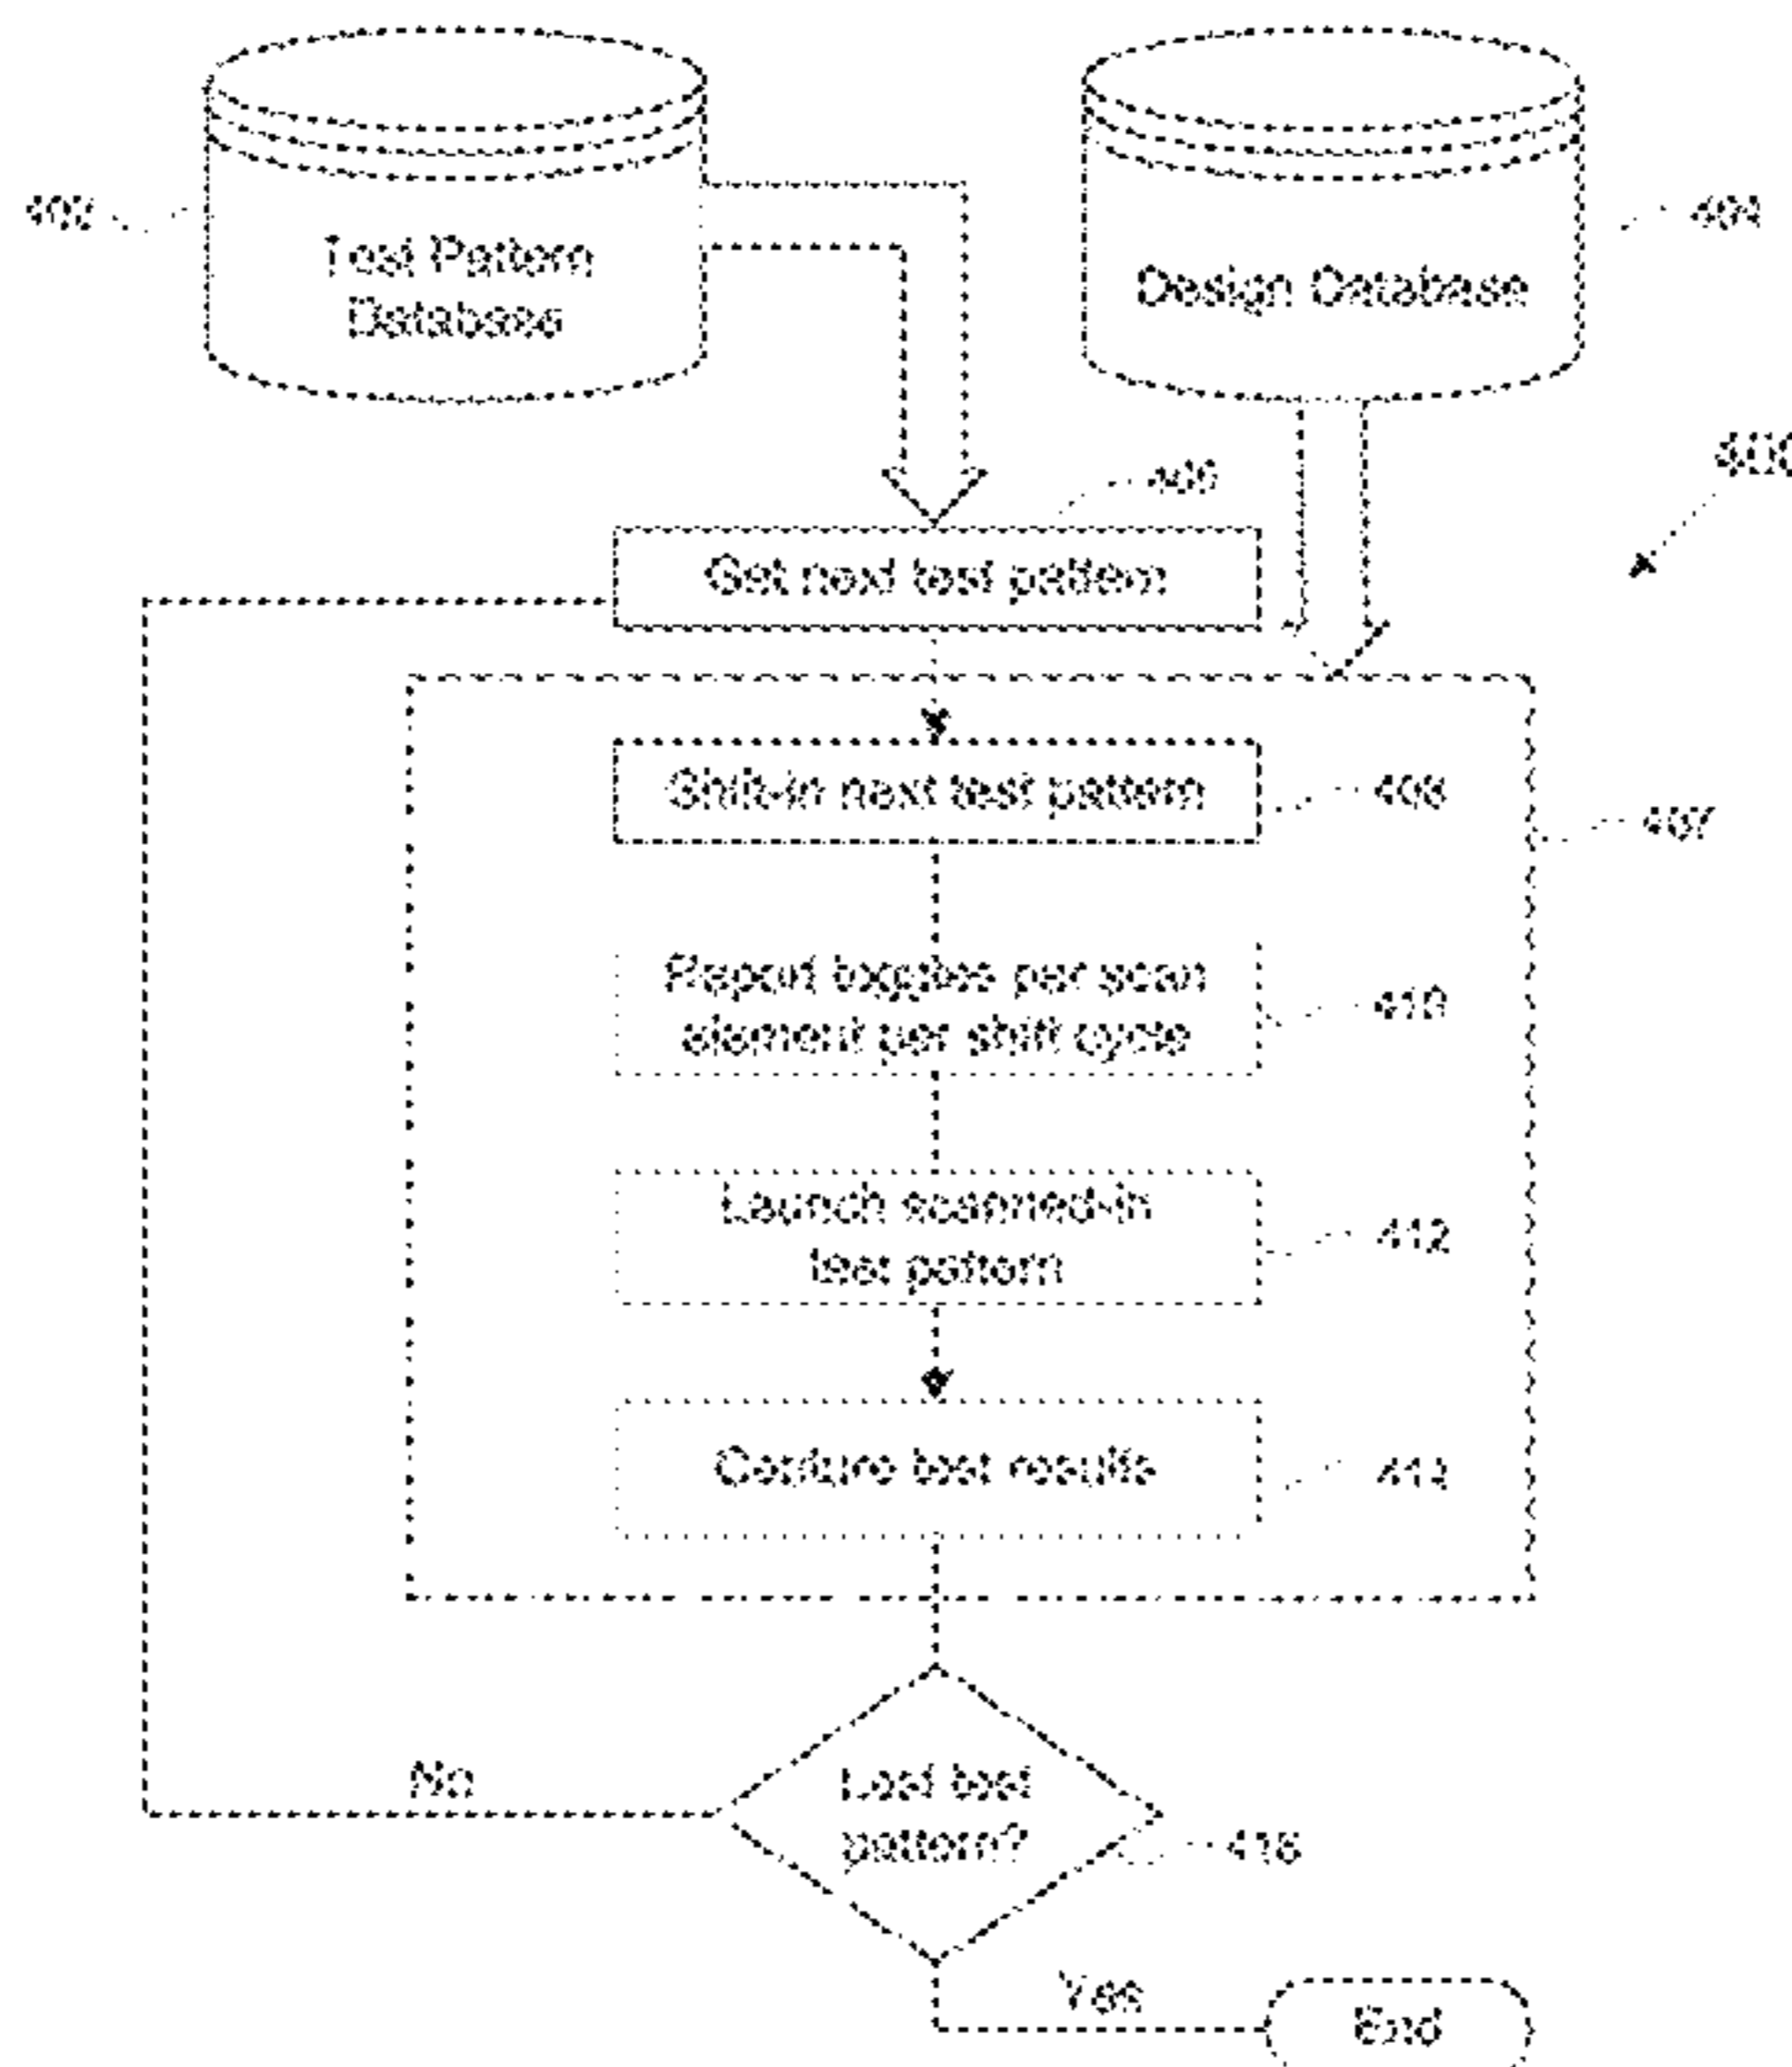 402
Test Pattern
Database
Design Database
404
406
Get next test pattern
Shift-in next test pattern
408
407
Report toggles per scan
element per shift cycle
410
Launch scanned-in
test pattern
412
Capture test results
414
No
Last test
pattern?
416
Yes
End